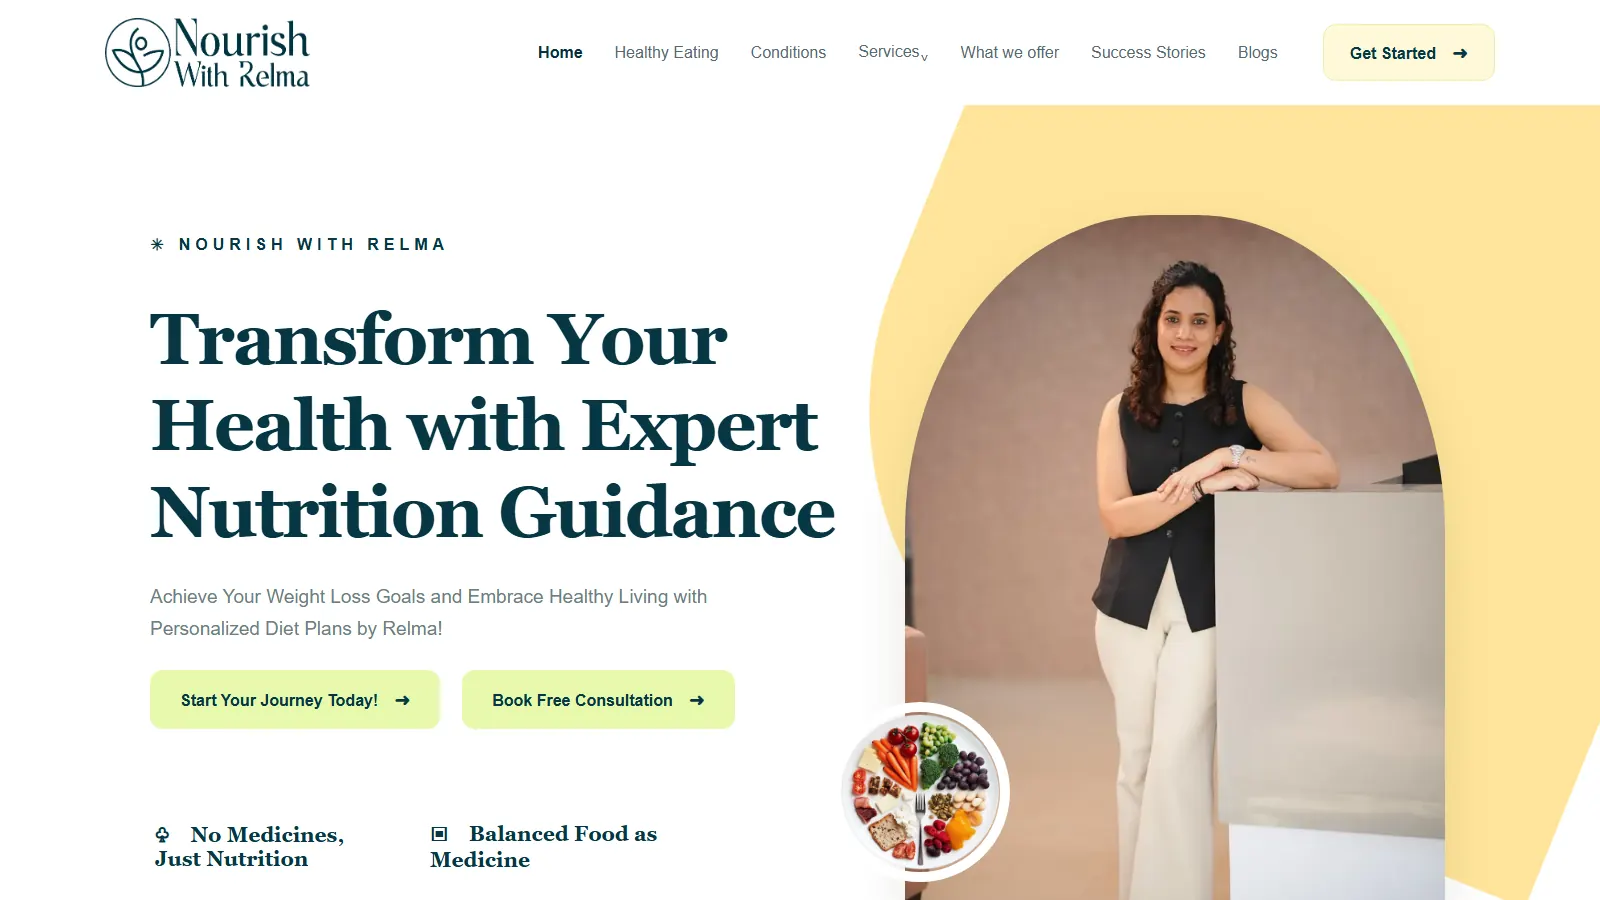 Nourish
With Relma
Home
Healthy Eating
Conditions
Services
What we offer
Success Stories
Blogs
Get Started
NOURISH WITH RELMA
Transform Your
Health with Expert
Nutrition Guidance
Achieve Your Weight Loss Goals and Embrace Healthy Living with
Personalized Diet Plans by Relma!
Start Your Journey Today!
Book Free Consultation
No Medicines,
Just Nutrition
Balanced Food as
Medicine